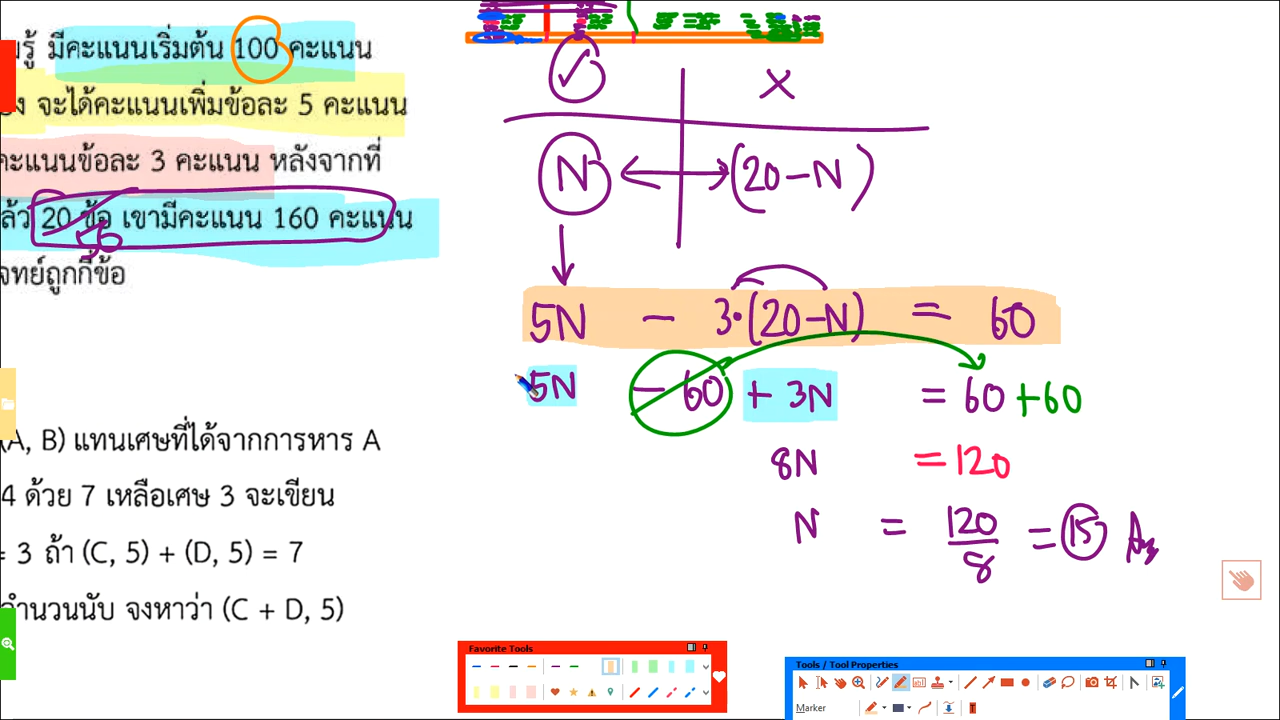 มีคะแนนเริ่มต้น 100 คะแนน
จะได้คะแนนเพิ่มข้อละ 5 คะแนน
คะแนนข้อละ 3 คะแนน หลังจากที่
20 ข้อ เขามีคะแนน 160 คะแนน
ถูกกี่ข้อ
✓ X
N (20-N)
5N - 3·(20-N) = 60
5N - 60 + 3N = 60 + 60
8N = 120
N = 120/8 = 15 Ans
(A, B) แทนเศษที่ได้จากการหาร A
4 ด้วย 7 เหลือเศษ 3 จะเขียน
= 3 ถ้า (C, 5) + (D, 5) = 7
จำนวนนับ จงหาว่า (C + D, 5)
Favorite Tools
Tools / Tool Properties
Marker